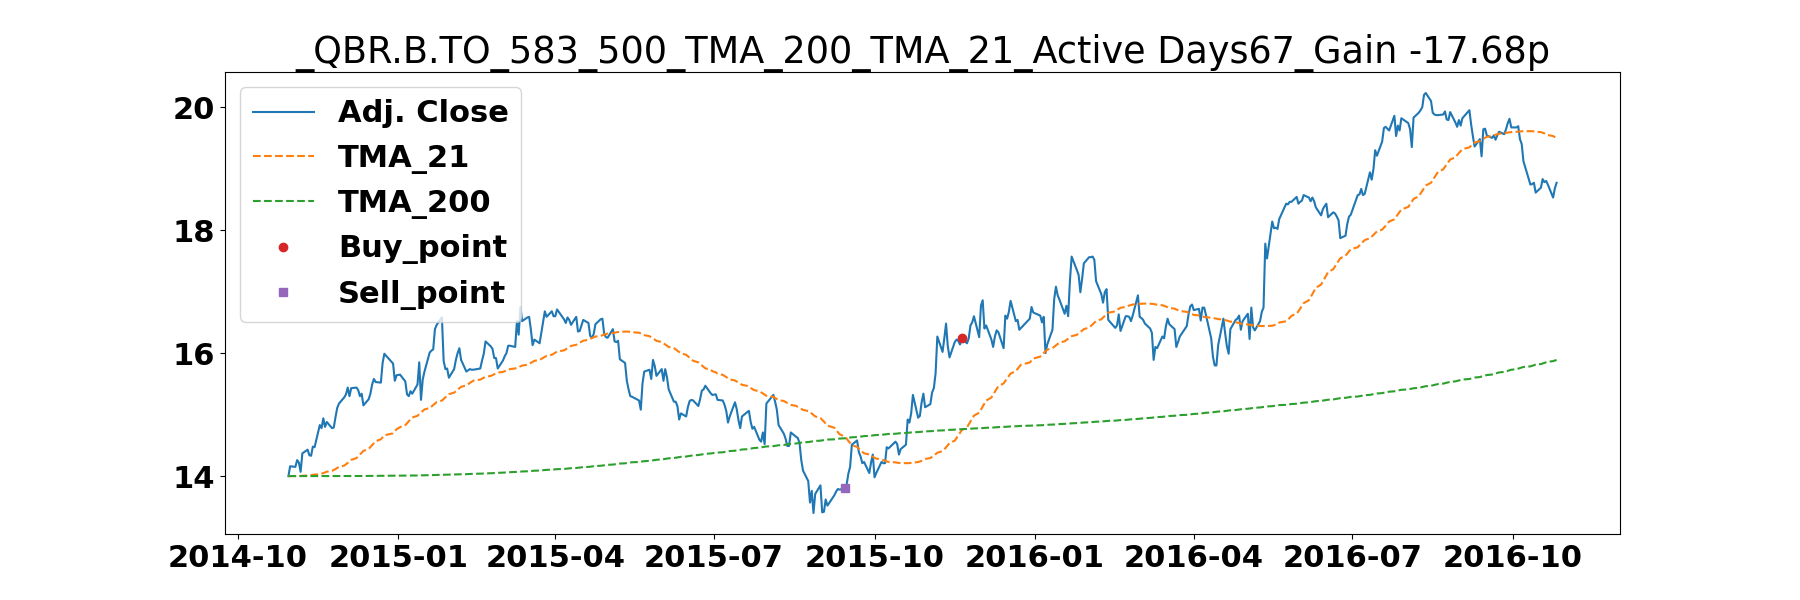 _QBR.B.TO_583_500_TMA_200_TMA_21_Active Days67_Gain -17.68p
Adj. Close
TMA_21
TMA_200
Buy_point
Sell_point
20
18
16
14
2014-10 2015-01 2015-04 2015-07 2015-10 2016-01 2016-04 2016-07 2016-10